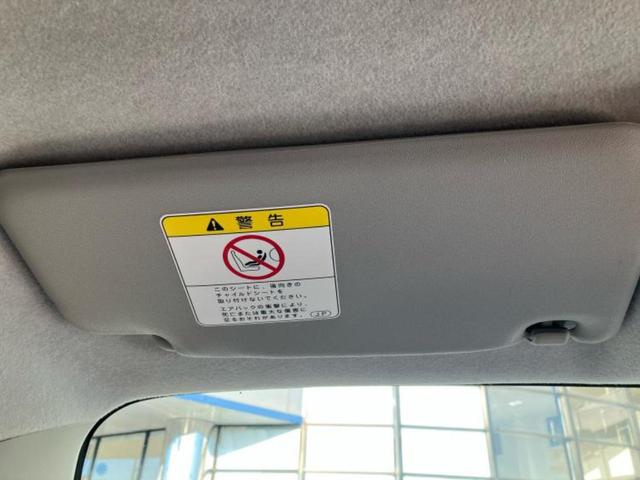 警告
このシートに、後向きの
チャイルドシートを
取り付けないでください。
エアバッグの衝撃により、
死亡または重大な傷害に
至るおそれがあります。
JP